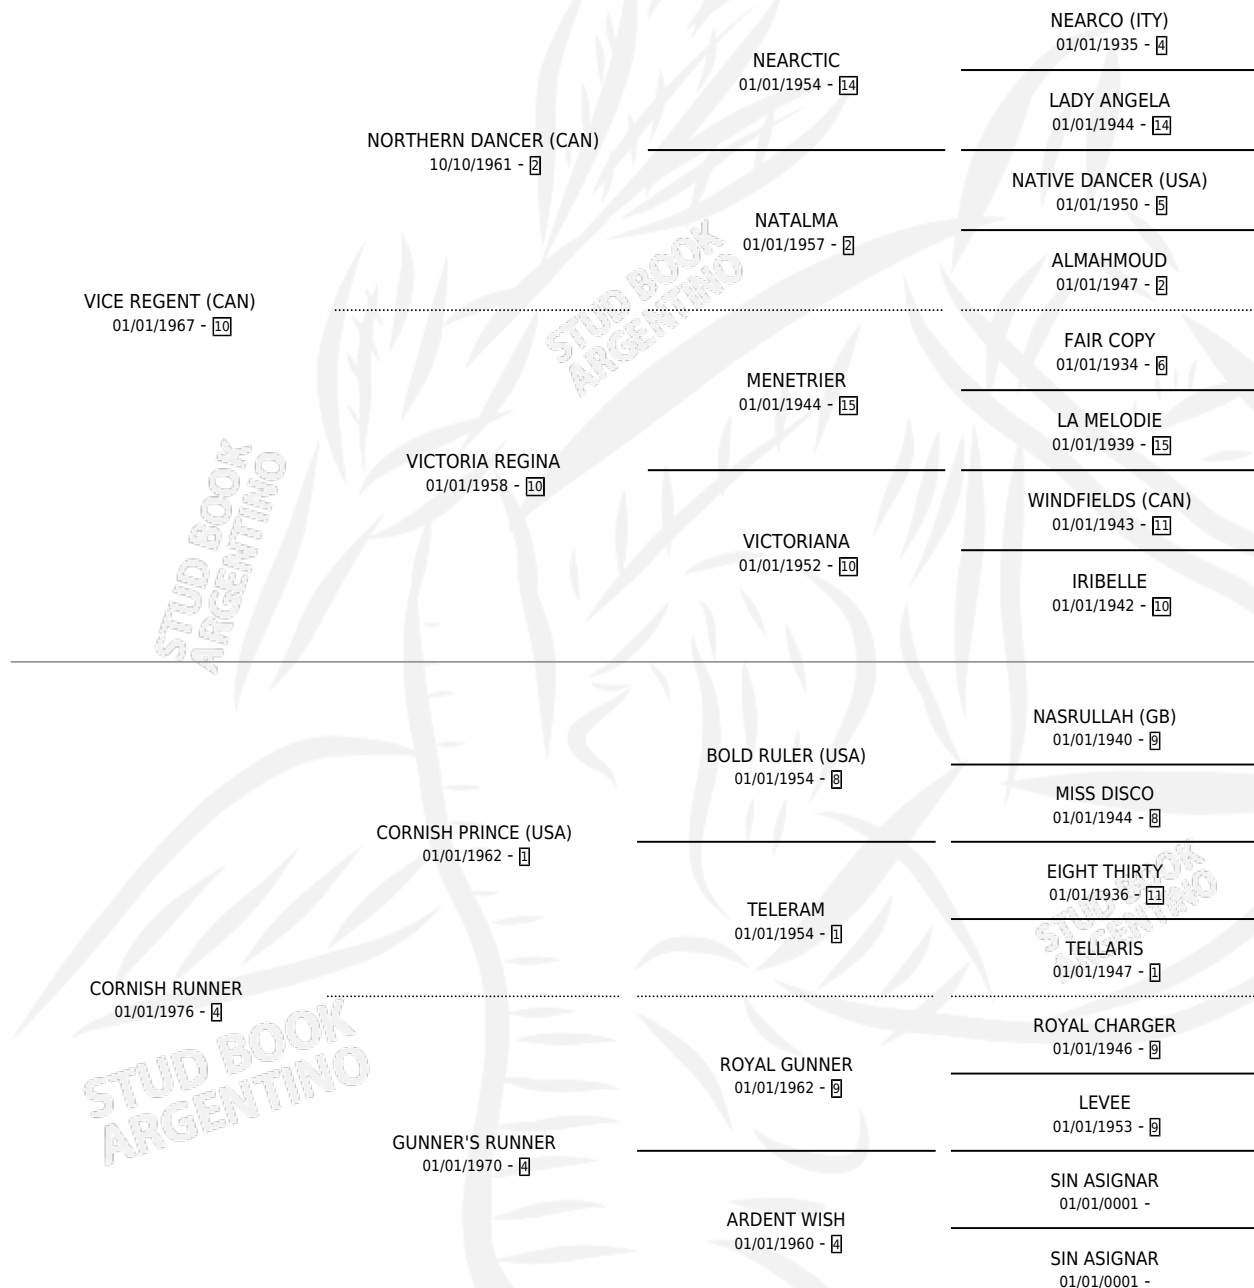 NEARCO (ITY)
01/01/1935 - 4
NEARCTIC
01/01/1954 - 14
LADY ANGELA
01/01/1944 - 14
NORTHERN DANCER (CAN)
10/10/1961 - 2
NATIVE DANCER (USA)
01/01/1950 - 5
NATALMA
01/01/1957 - 2
ALMAHMOUD
01/01/1947 - 2
VICE REGENT (CAN)
01/01/1967 - 10
FAIR COPY
01/01/1934 - 6
MENETRIER
01/01/1944 - 15
LA MELODIE
01/01/1939 - 15
VICTORIA REGINA
01/01/1958 - 10
WINDFIELDS (CAN)
01/01/1943 - 11
VICTORIANA
01/01/1952 - 10
IRIBELLE
01/01/1942 - 10
STUD BOOK
ARGENTINO
STUD BOOK
ARGENTINO
NASRULLAH (GB)
01/01/1940 - 9
BOLD RULER (USA)
01/01/1954 - 8
MISS DISCO
01/01/1944 - 8
CORNISH PRINCE (USA)
01/01/1962 - 1
EIGHT THIRTY
01/01/1936 - 11
TELERAM
01/01/1954 - 1
TELLARIS
01/01/1947 - 1
CORNISH RUNNER
01/01/1976 - 4
ROYAL CHARGER
01/01/1946 - 9
ROYAL GUNNER
01/01/1962 - 9
LEVEE
01/01/1953 - 9
GUNNER'S RUNNER
01/01/1970 - 4
SIN ASIGNAR
01/01/0001 -
ARDENT WISH
01/01/1960 - 4
SIN ASIGNAR
01/01/0001 -
STUD BOOK
ARGENTINO
STUD BOOK
ARGENTINO